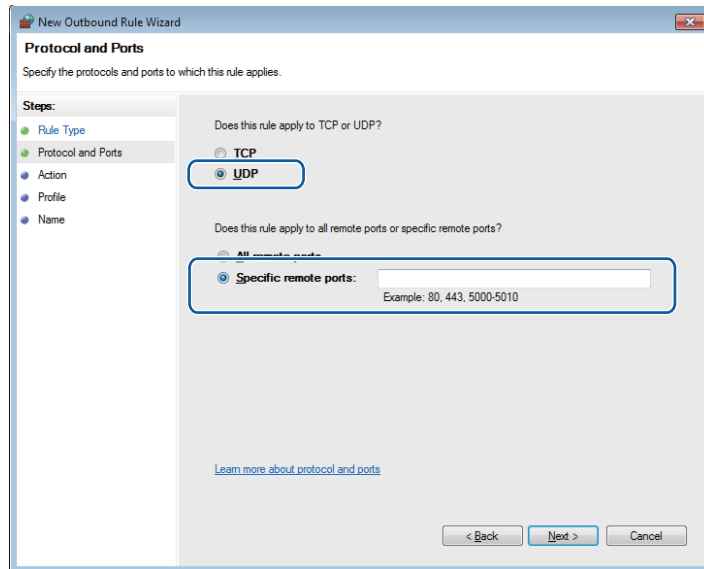 New Outbound Rule Wizard
Protocol and Ports
Specify the protocols and ports to which this rule applies.
Steps:
Rule Type
Protocol and Ports
Action
Profile
Name
Does this rule apply to TCP or UDP?
TCP
UDP
Does this rule apply to all remote ports or specific remote ports?
All remote ports
Specific remote ports:
Example: 80, 443, 5000-5010
Learn more about protocol and ports
< Back Next > Cancel